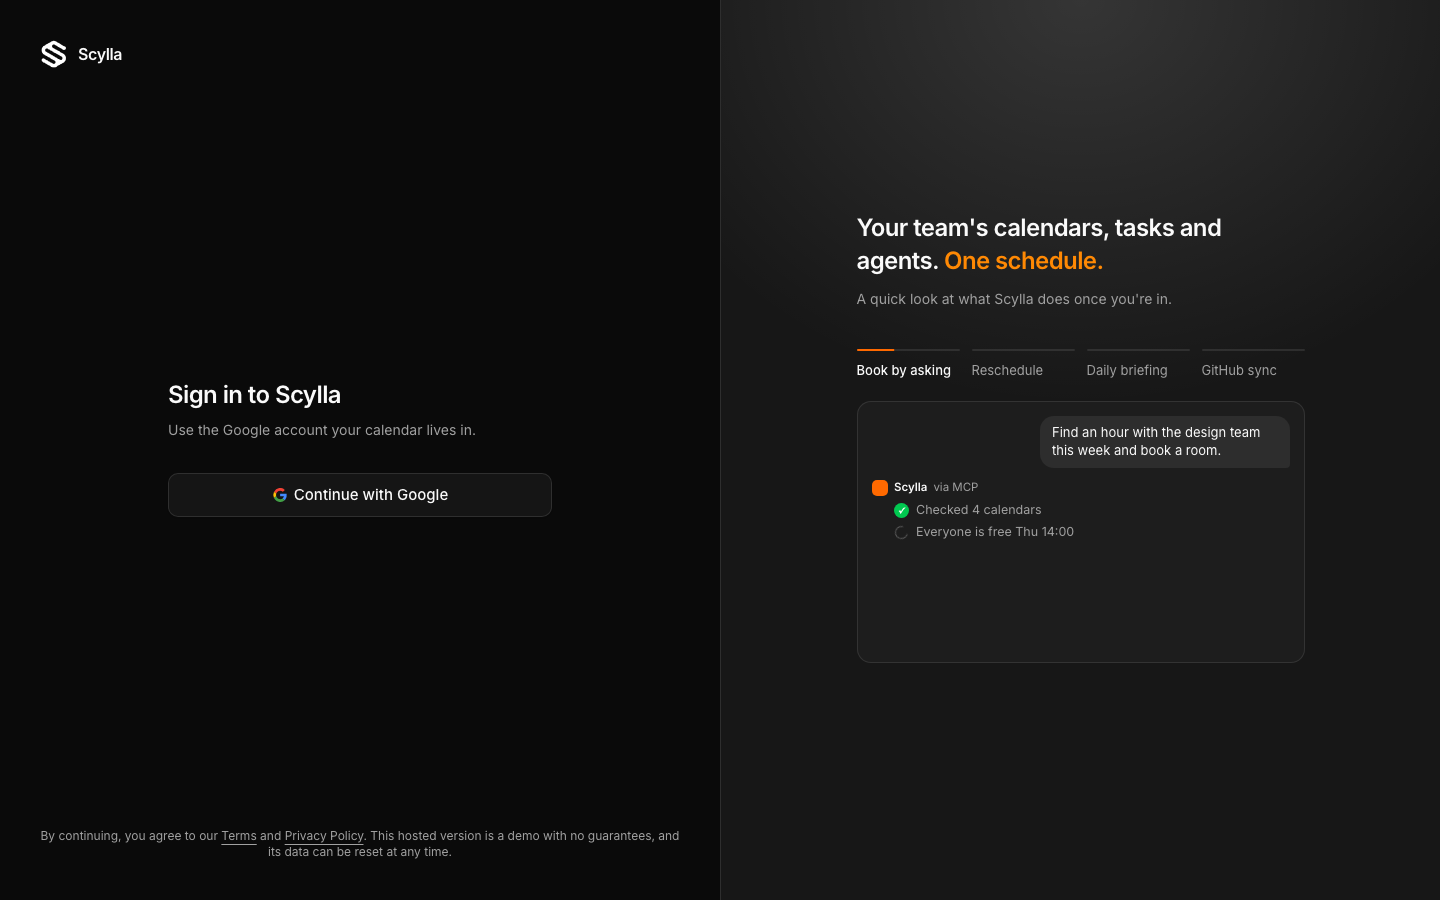 Scylla
Sign in to Scylla
Use the Google account your calendar lives in.
Continue with Google
By continuing, you agree to our Terms and Privacy Policy. This hosted version is a demo with no guarantees, and
its data can be reset at any time.
Your team's calendars, tasks and
agents. One schedule.
A quick look at what Scylla does once you're in.
Book by asking
Reschedule
Daily briefing
GitHub sync
Find an hour with the design team
this week and book a room.
Scylla via MCP
Checked 4 calendars
Everyone is free Thu 14:00